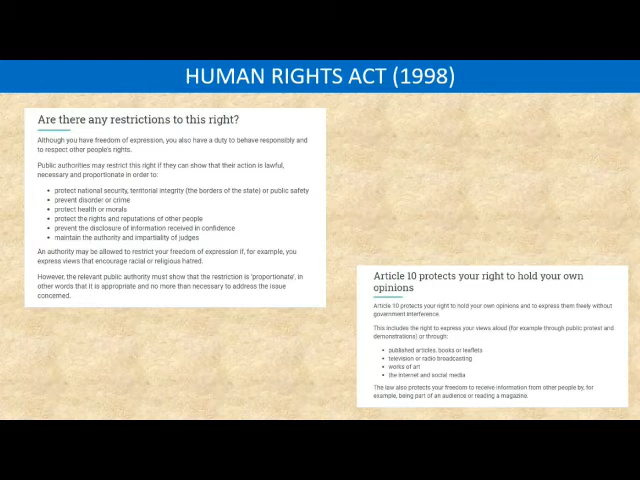 HUMAN RIGHTS ACT (1998)
Are there any restrictions to this right?
Although you have freedom of expression, you also have a duty to behave responsibly and
to respect other people's rights.
Public authorities may restrict this right if they can show that their action is lawful,
necessary and proportionate in order to:
• protect national security, territorial integrity (the borders of the state) or public safety
• prevent disorder or crime
• protect health or morals
• protect the rights and reputations of other people
• prevent the disclosure of information received in confidence
• maintain the authority and impartiality of judges
An authority may be allowed to restrict your freedom of expression if, for example, you
express views that encourage racial or religious hatred.
However, the relevant public authority must show that the restriction is 'proportionate', in
other words that it is appropriate and no more than necessary to address the issue
concerned.
Article 10 protects your right to hold your own
opinions
Article 10 protects your right to hold your own opinions and to express them freely without
government interference.
This includes the right to express your views aloud (for example through public protest and
demonstrations) or through:
• published articles, books or leaflets
• television or radio broadcasting
• works of art
• the internet and social media
The law also protects your freedom to receive information from other people by, for
example, being part of an audience or reading a magazine.